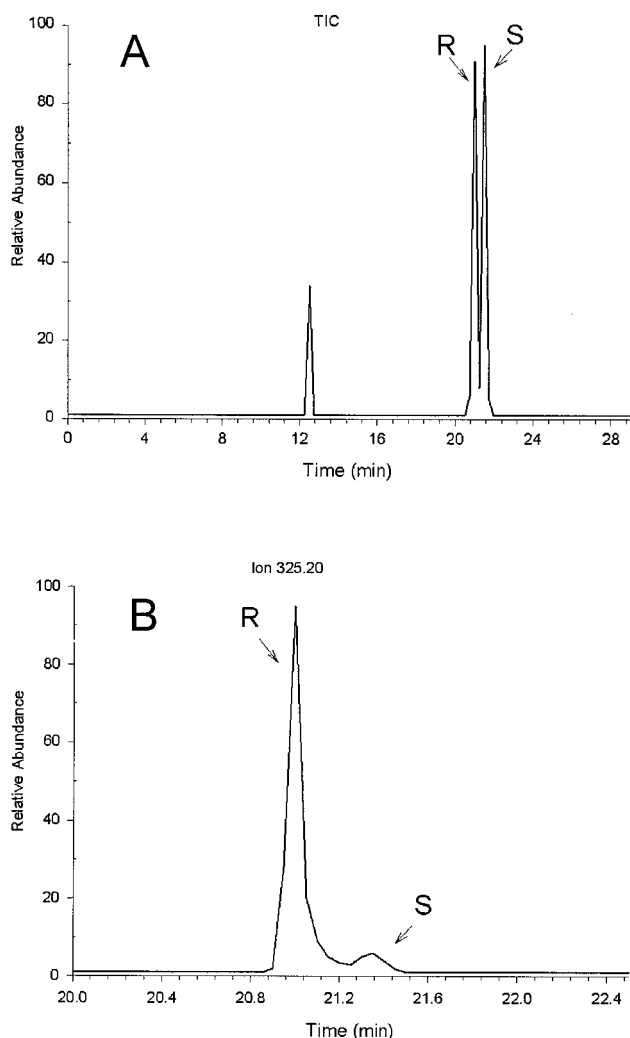 TIC
A
R
S
100
80
60
40
20
0
Relative Abundance
0 4 8 12 16 20 24 28
Time (min)
Ion 325.20
B
R
S
100
80
60
40
20
0
Relative Abundance
20.0 20.4 20.8 21.2 21.6 22.0 22.4
Time (min)